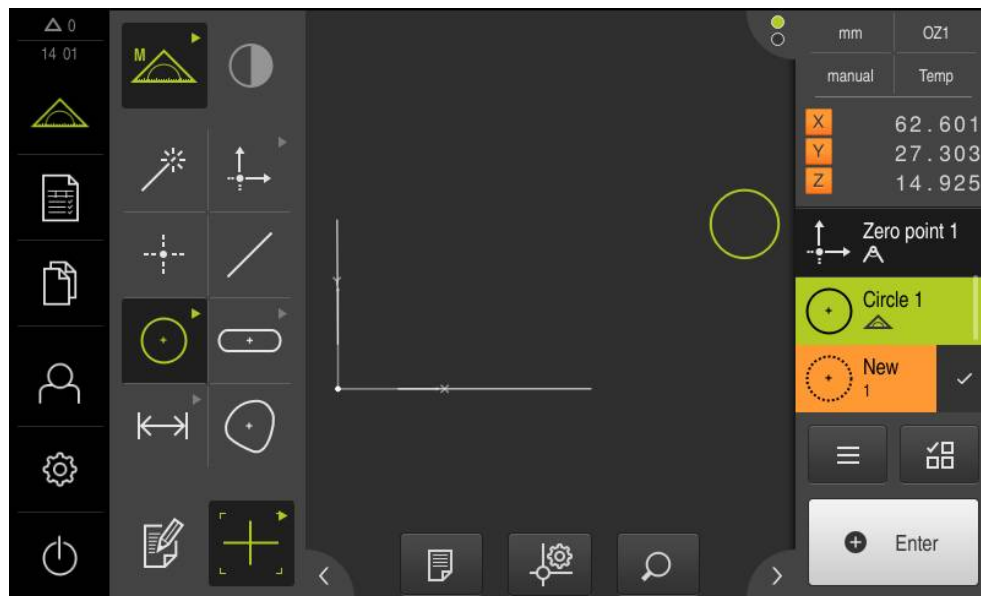 0
14 01
M
mm OZ1
manual Temp
X 62.601
Y 27.303
Z 14.925
Zero point 1
Circle 1
New
1
Y
X
Enter